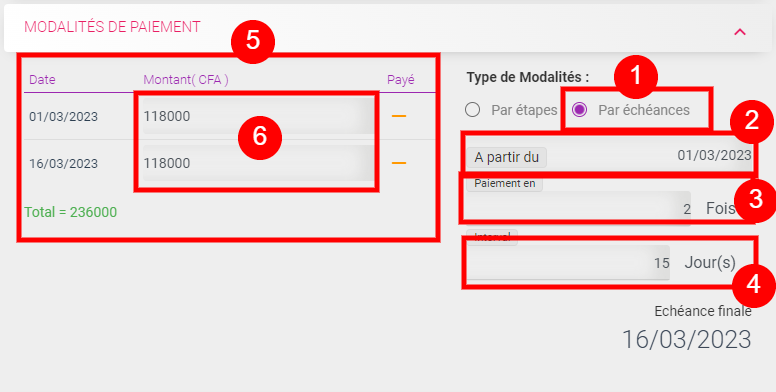 MODALITÉS DE PAIEMENT
5
Date Montant( CFA ) Payé
01/03/2023 118000
6
16/03/2023 118000
Total = 236000
Type de Modalités :
1
Par étapes Par échéances
2
A partir du 01/03/2023
Paiement en
2 Fois
3
Interval
15 Jour(s)
4
Echéance finale
16/03/2023